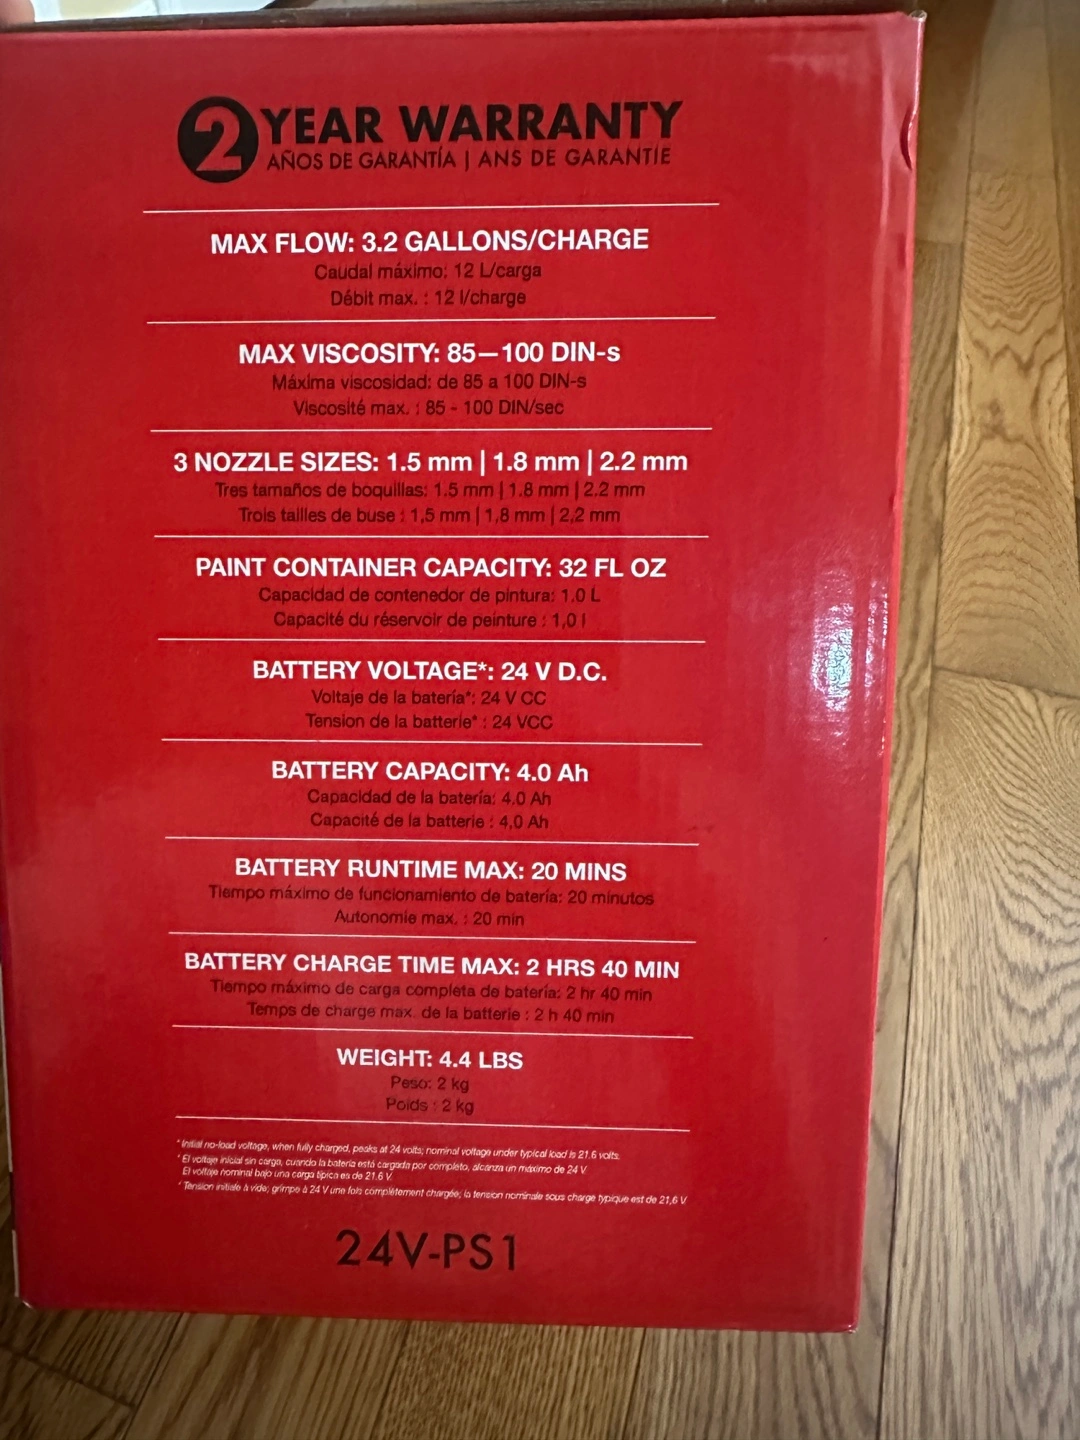 2 YEAR WARRANTY
AÑOS DE GARANTÍA | ANS DE GARANTIE
MAX FLOW: 3.2 GALLONS/CHARGE
Caudal máximo: 12 L/carga
Débit max. : 12 l/charge
MAX VISCOSITY: 85—100 DIN-s
Máxima viscosidad: de 85 a 100 DIN-s
Viscosité max. : 85 - 100 DIN/sec
3 NOZZLE SIZES: 1.5 mm | 1.8 mm | 2.2 mm
Tres tamaños de boquillas: 1.5 mm | 1.8 mm | 2.2 mm
Trois tailles de buse : 1,5 mm | 1,8 mm | 2,2 mm
PAINT CONTAINER CAPACITY: 32 FL OZ
Capacidad de contenedor de pintura: 1.0 L
Capacité du réservoir de peinture : 1,0 l
BATTERY VOLTAGE*: 24 V D.C.
Voltaje de la batería*: 24 V CC
Tension de la batterie* : 24 VCC
BATTERY CAPACITY: 4.0 Ah
Capacidad de la batería: 4.0 Ah
Capacité de la batterie : 4,0 Ah
BATTERY RUNTIME MAX: 20 MINS
Tiempo máximo de funcionamiento de batería: 20 minutos
Autonomie max. : 20 min
BATTERY CHARGE TIME MAX: 2 HRS 40 MIN
Tiempo máximo de carga completa de batería: 2 hr 40 min
Temps de charge max. de la batterie : 2 h 40 min
WEIGHT: 4.4 LBS
Peso: 2 kg
Poids : 2 kg
* Initial no-load voltage, when fully charged, peaks at 24 volts; nominal voltage under typical load is 21.6 volts.
* El voltaje inicial sin carga, cuando la batería está cargada por completo, alcanza un máximo de 24 V.
El voltaje nominal bajo una carga típica es de 21.6 V.
* Tension initiale à vide; grimpe à 24 V une fois complètement chargée; la tension nominale sous charge typique est de 21,6 V.
24V-PS1